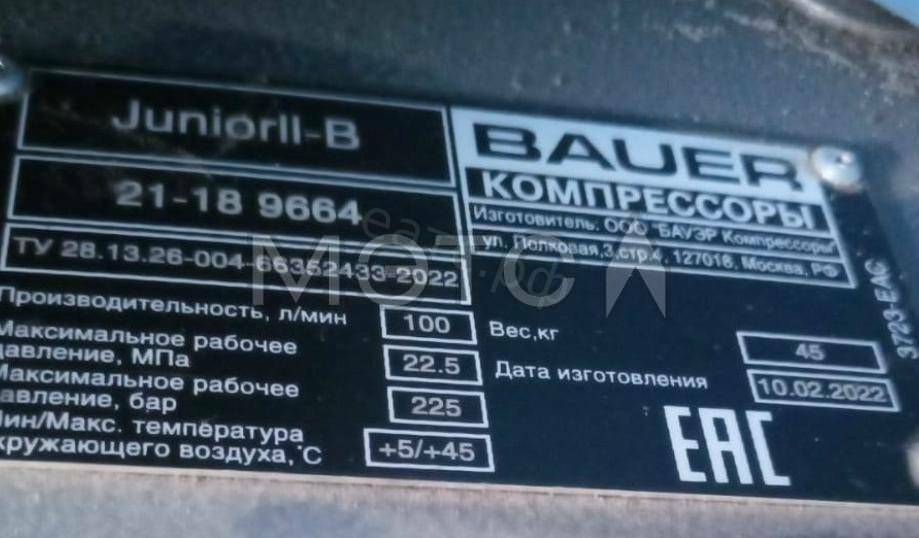 JuniorII-B
21-18 9664
ТУ 28.13.26-004-66352433-2022
Производительность, л/мин 100
Максимальное рабочее
давление, МПа 22.5
Максимальное рабочее
давление, бар 225
Мин/Макс. температура
окружающего воздуха, °С +5/+45
BAUER
КОМПРЕССОРЫ
Изготовитель: ООО "БАУЭР Компрессоры"
ул. Полковая,3,стр.4, 127018, Москва, РФ
Вес,кг 45
Дата изготовления 10.02.2022
EAC
3723-EAC
МОТО